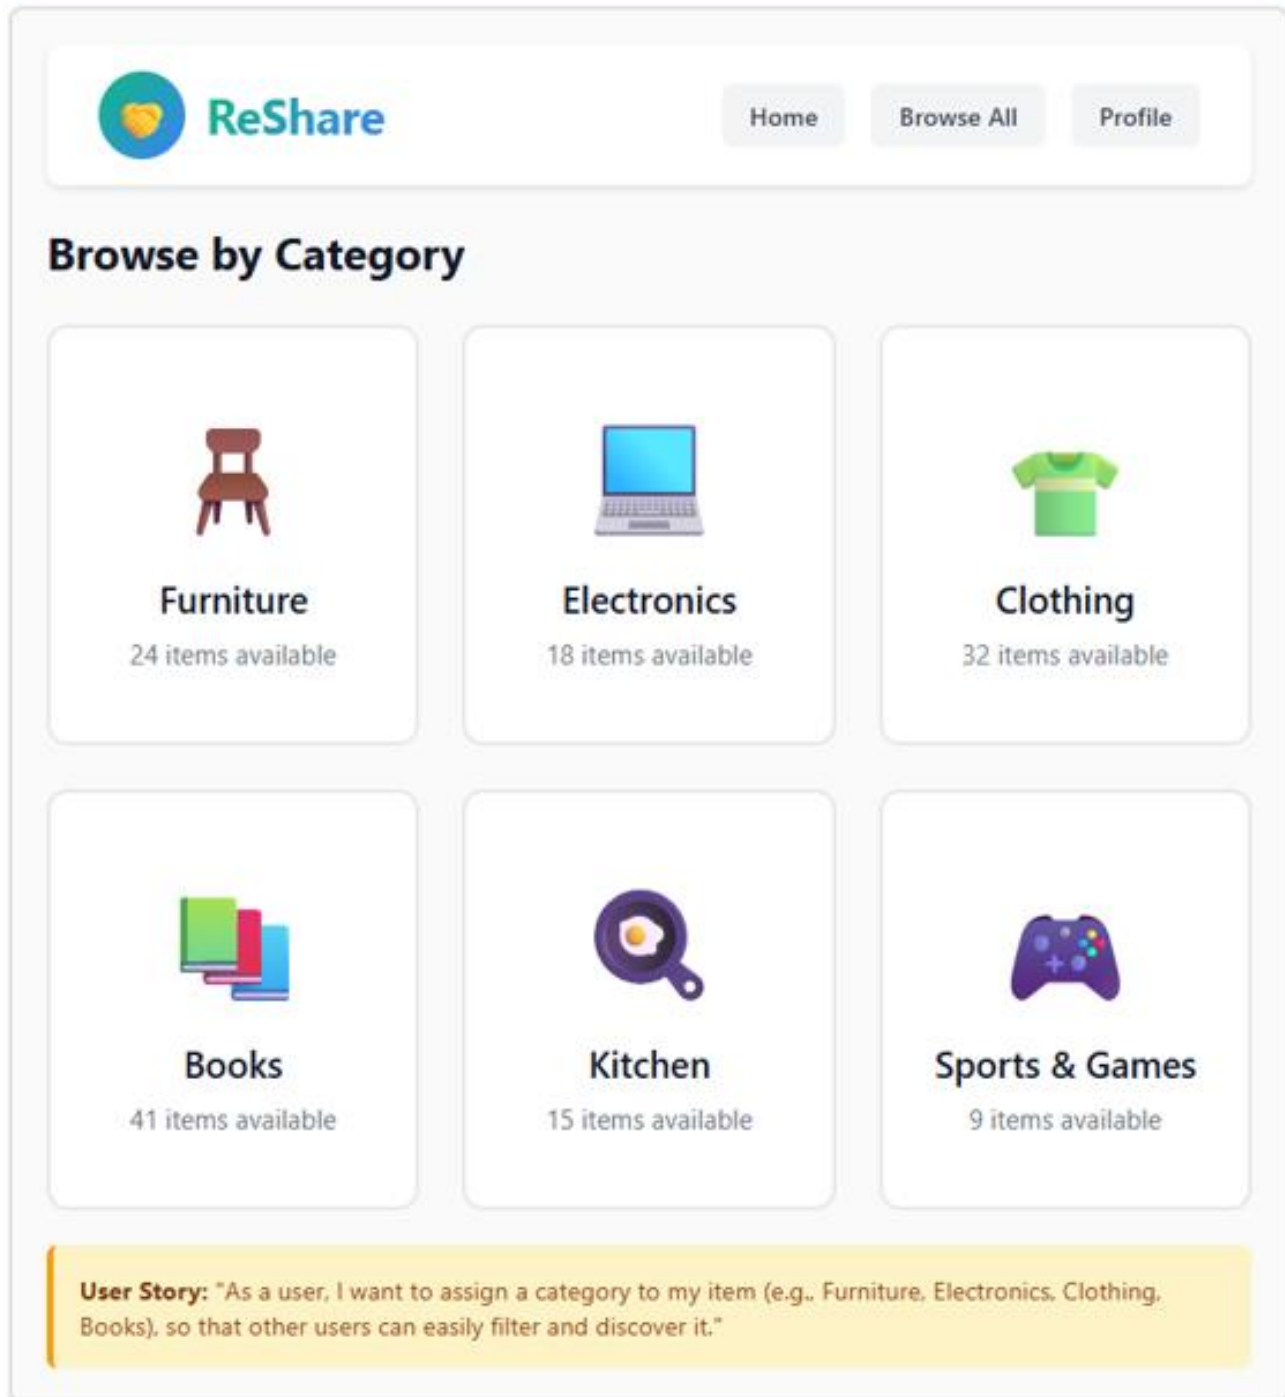 ReShare
Home
Browse All
Profile
Browse by Category
Furniture
24 items available
Electronics
18 items available
Clothing
32 items available
Books
41 items available
Kitchen
15 items available
Sports & Games
9 items available
User Story: "As a user, I want to assign a category to my item (e.g., Furniture, Electronics, Clothing,
Books), so that other users can easily filter and discover it."